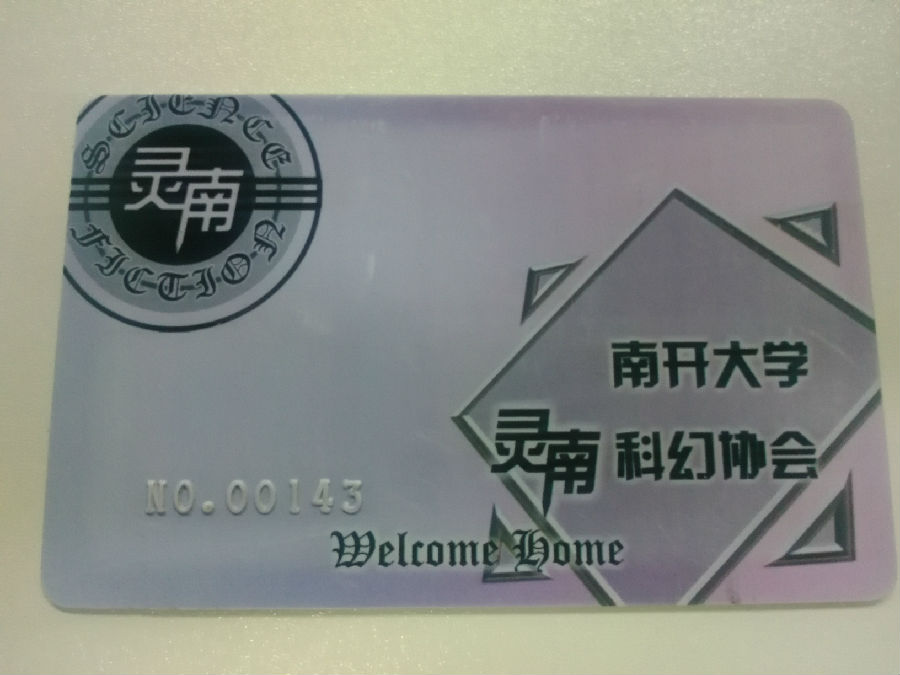 SCIENCE
灵南
FICTION
南开大学
灵南 科幻协会
NO.00143
Welcome Home